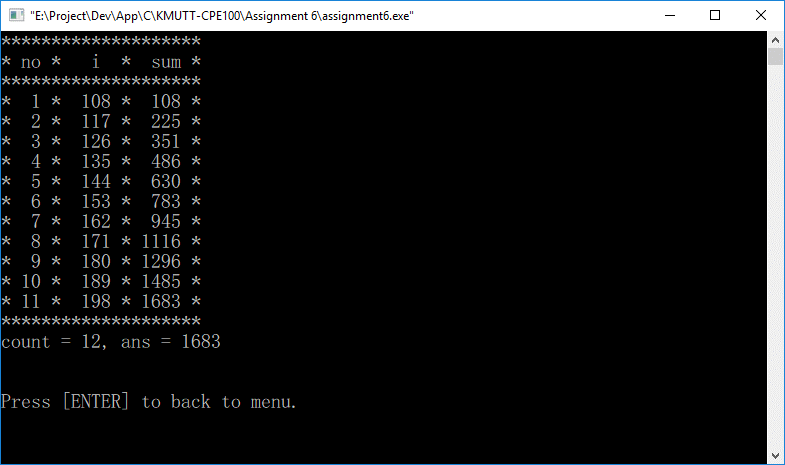 "E:\Project\Dev\App\C\KMUTT-CPE100\Assignment 6\assignment6.exe"
********************
* no *   i  *  sum *
********************
*  1 *  108 *  108 *
*  2 *  117 *  225 *
*  3 *  126 *  351 *
*  4 *  135 *  486 *
*  5 *  144 *  630 *
*  6 *  153 *  783 *
*  7 *  162 *  945 *
*  8 *  171 * 1116 *
*  9 *  180 * 1296 *
* 10 *  189 * 1485 *
* 11 *  198 * 1683 *
********************
count = 12, ans = 1683
Press [ENTER] to back to menu.